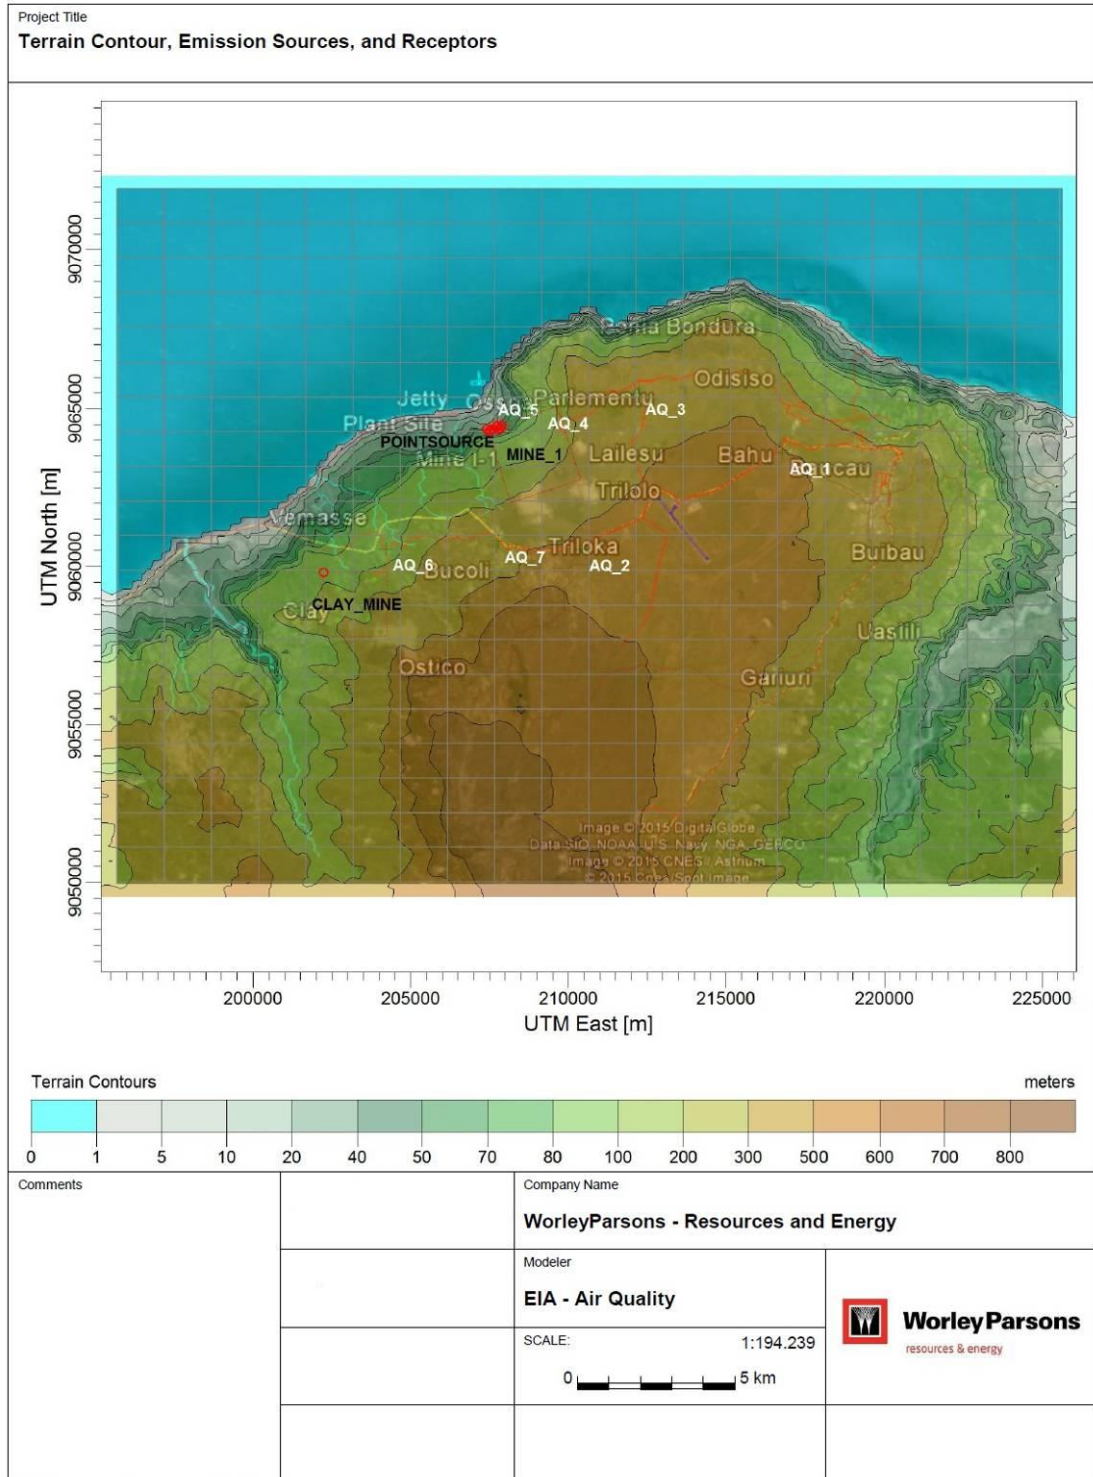 Project Title
Terrain Contour, Emission Sources, and Receptors
UTM North [m]
9070000
9065000
9060000
9055000
9050000
Bondura
Odisiso
Jetty
Parlementu
AQ_5
AQ_3
Plant Site
AQ_4
POINTSOURCE
Mine I-1
MINE_1
Lailesu
Bahu
AQ_1
Trilolo
Vemasse
Triloka
Buibau
AQ_6
Bucoli
AQ_7
AQ_2
Clay
CLAY_MINE
Uasili
Ostico
Gariuri
Image © 2015 DigitalGlobe
Data SIO, NOAA, U.S. Navy, NGA, GEBCO
Image © 2015 CNES / Astrium
© 2015 Cnes/Spot Image
200000 205000 210000 215000 220000 225000
UTM East [m]
Terrain Contours meters
0 1 5 10 20 40 50 70 80 100 200 300 500 600 700 800
Comments
Company Name
WorleyParsons - Resources and Energy
Modeler
EIA - Air Quality
SCALE: 1:194.239
0 5 km
WorleyParsons
resources & energy